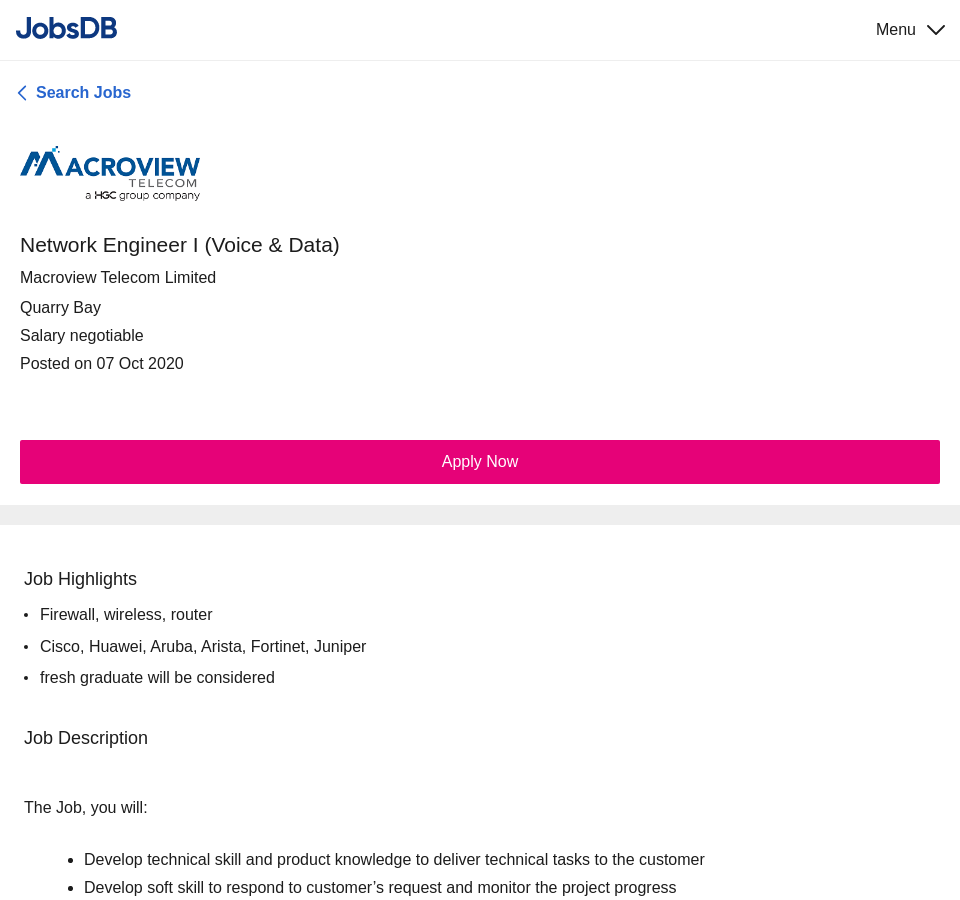 JobsDB
Menu
Search Jobs
MACROVIEW
TELECOM
a HGC group company
Network Engineer I (Voice & Data)
Macroview Telecom Limited
Quarry Bay
Salary negotiable
Posted on 07 Oct 2020
Apply Now
Job Highlights
• Firewall, wireless, router
• Cisco, Huawei, Aruba, Arista, Fortinet, Juniper
• fresh graduate will be considered
Job Description
The Job, you will:
• Develop technical skill and product knowledge to deliver technical tasks to the customer
• Develop soft skill to respond to customer’s request and monitor the project progress